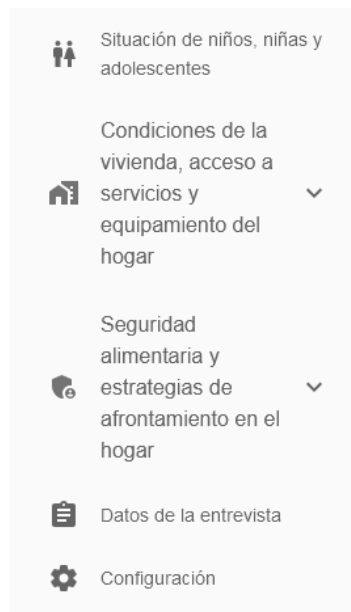 Situación de niños, niñas y
adolescentes
Condiciones de la
vivienda, acceso a
servicios y
equipamiento del
hogar
Seguridad
alimentaria y
estrategias de
afrontamiento en el
hogar
Datos de la entrevista
Configuración